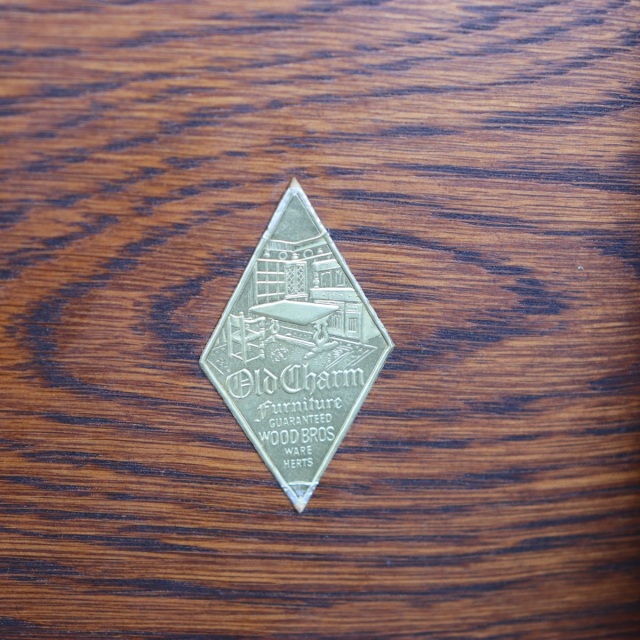 Old Charm
Furniture
GUARANTEED
WOOD BROS
WARE
HERTS